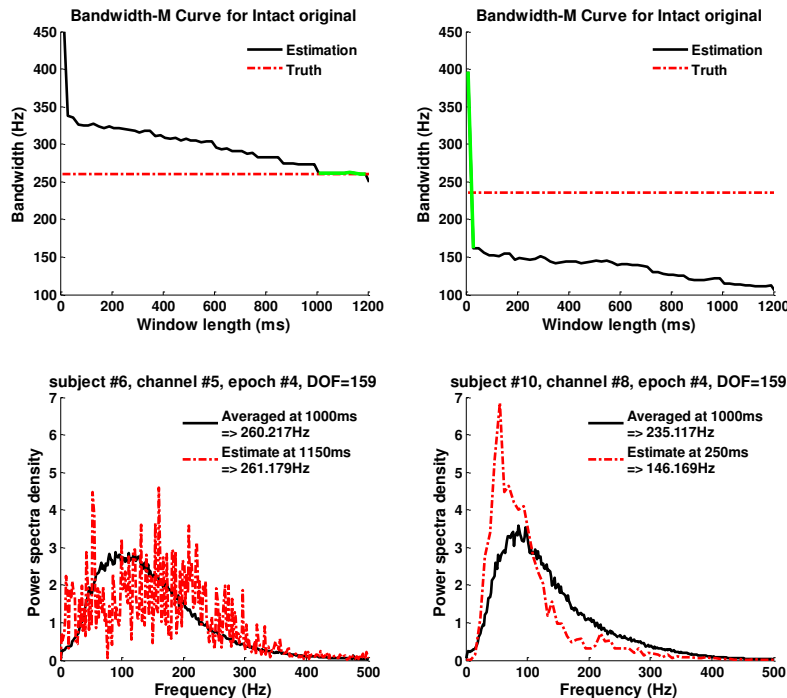 Bandwidth-M Curve for Intact original
Estimation
Truth
450
400
350
300
250
200
150
100
0
200
400
600
800
1000
1200
Bandwidth (Hz)
Window length (ms)
Bandwidth-M Curve for Intact original
Estimation
Truth
450
400
350
300
250
200
150
100
0
200
400
600
800
1000
1200
Bandwidth (Hz)
Window length (ms)
subject #6, channel #5, epoch #4, DOF=159
Averaged at 1000ms
=> 260.217Hz
Estimate at 1150ms
=> 261.179Hz
7
6
5
4
3
2
1
0
0
100
200
300
400
500
Power spectra density
Frequency (Hz)
subject #10, channel #8, epoch #4, DOF=159
Averaged at 1000ms
=> 235.117Hz
Estimate at 250ms
=> 146.169Hz
7
6
5
4
3
2
1
0
0
100
200
300
400
500
Power spectra density
Frequency (Hz)